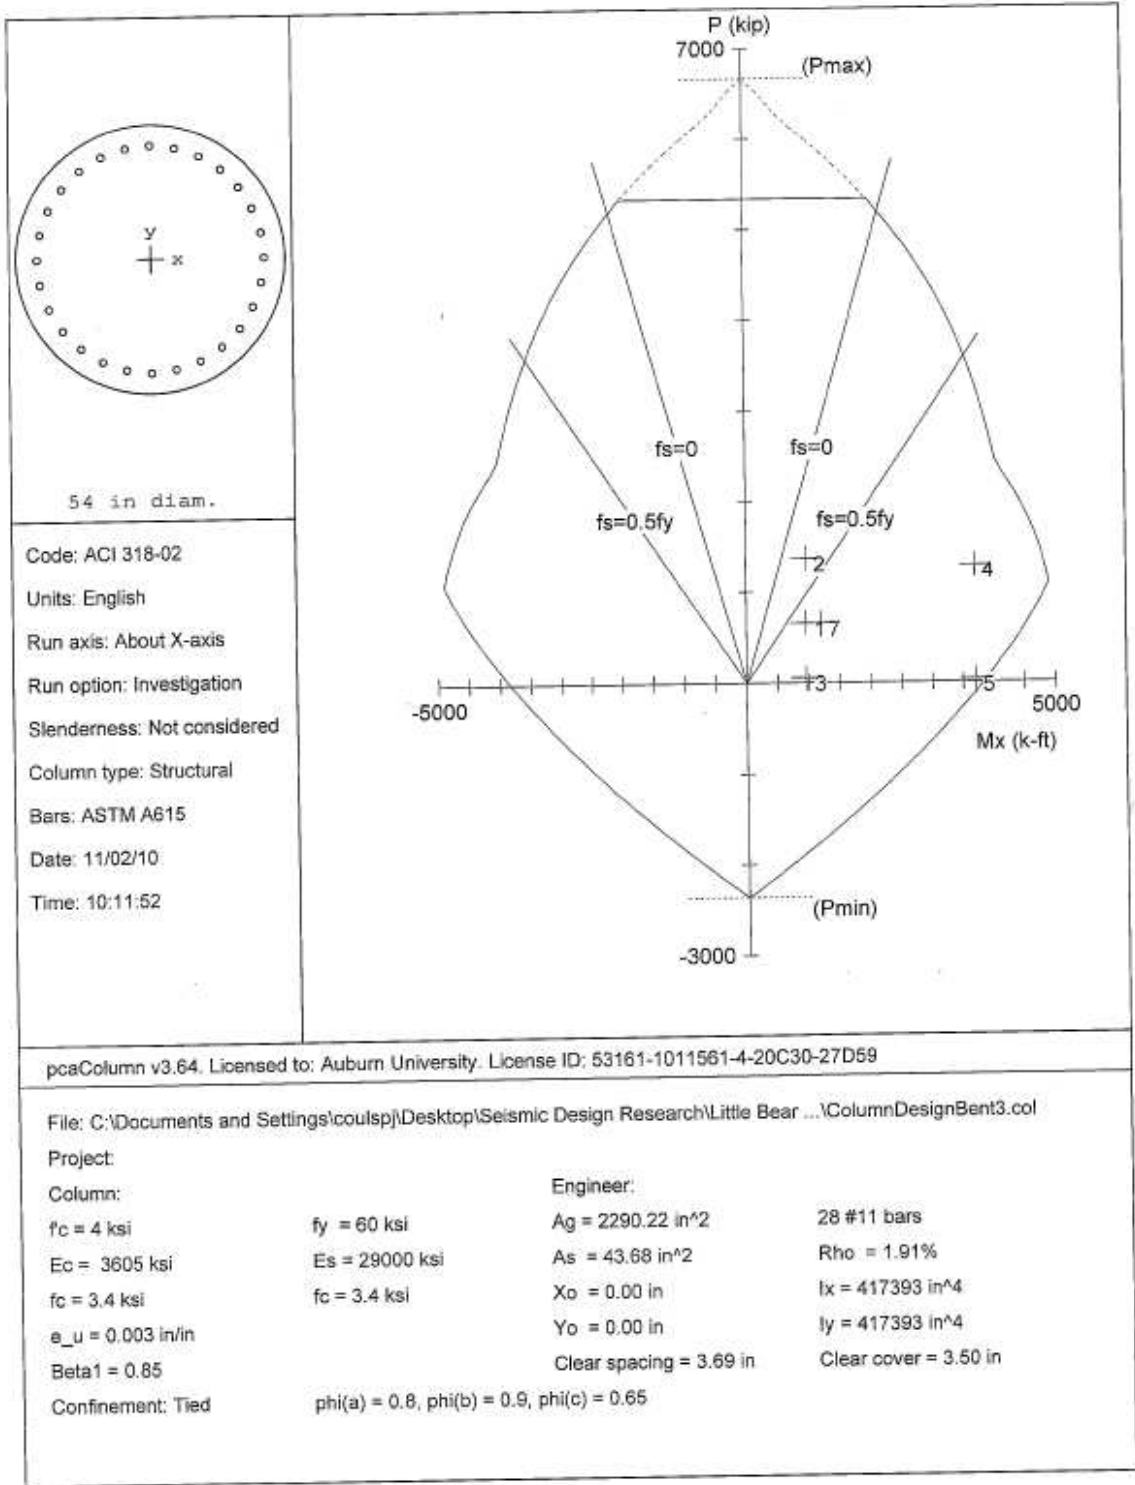 P (kip)
7000
(Pmax)
y
x
fs=0
fs=0
54 in diam.
fs=0.5fy
fs=0.5fy
2
4
17
3
5
-5000
5000
Mx (k-ft)
(Pmin)
-3000
Code: ACI 318-02
Units: English
Run axis: About X-axis
Run option: Investigation
Slenderness: Not considered
Column type: Structural
Bars: ASTM A615
Date: 11/02/10
Time: 10:11:52
pcaColumn v3.64. Licensed to: Auburn University. License ID: 53161-1011561-4-20C30-27D59
File: C:\Documents and Settings\coulspj\Desktop\Seismic Design Research\Little Bear ...\ColumnDesignBent3.col
Project:
Column:
Engineer:
f'c = 4 ksi
fy = 60 ksi
Ag = 2290.22 in^2
28 #11 bars
Ec = 3605 ksi
Es = 29000 ksi
As = 43.68 in^2
Rho = 1.91%
fc = 3.4 ksi
fc = 3.4 ksi
Xo = 0.00 in
Ix = 417393 in^4
e_u = 0.003 in/in
Yo = 0.00 in
Iy = 417393 in^4
Beta1 = 0.85
Clear spacing = 3.69 in
Clear cover = 3.50 in
Confinement: Tied
phi(a) = 0.8, phi(b) = 0.9, phi(c) = 0.65